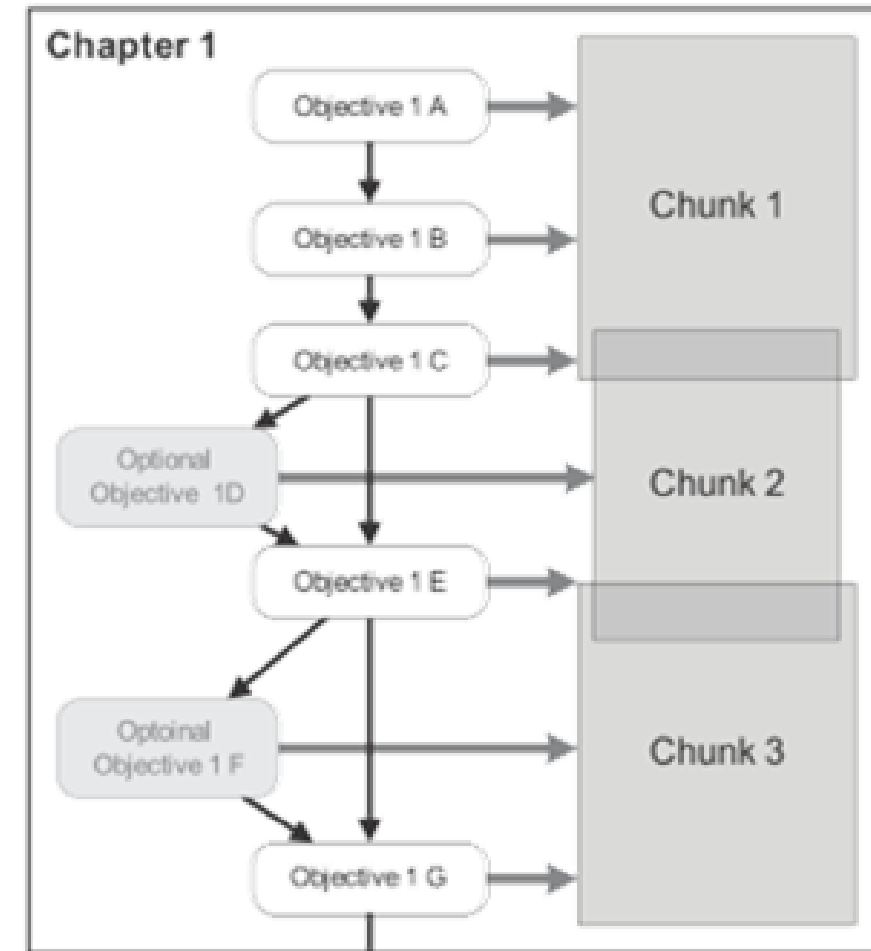 Chapter 1
Objective 1 A
Chunk 1
Objective 1 B
Objective 1 C
Optional
Objective 1D
Chunk 2
Objective 1 E
Optoinal
Objective 1 F
Chunk 3
Objective 1 G